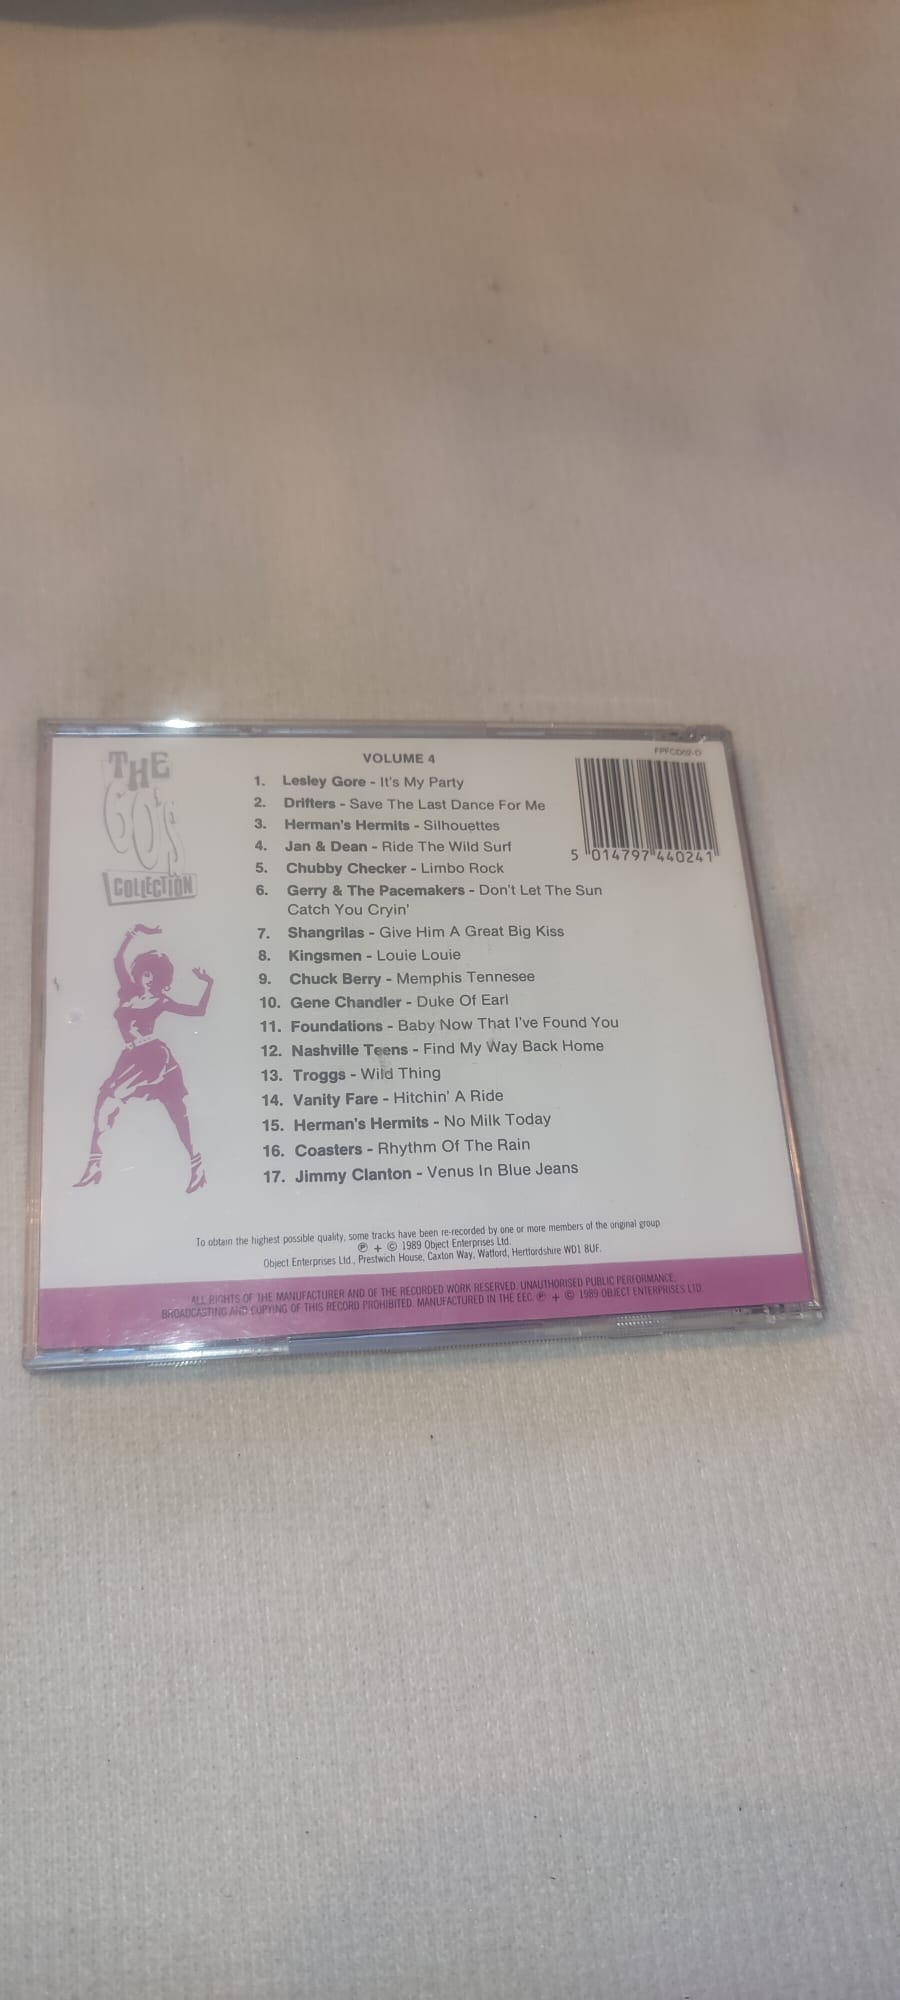 THE
60's
COLLECTION
VOLUME 4
1. Lesley Gore - It's My Party
2. Drifters - Save The Last Dance For Me
3. Herman's Hermits - Silhouettes
4. Jan & Dean - Ride The Wild Surf
5. Chubby Checker - Limbo Rock
6. Gerry & The Pacemakers - Don't Let The Sun
Catch You Cryin'
7. Shangrilas - Give Him A Great Big Kiss
8. Kingsmen - Louie Louie
9. Chuck Berry - Memphis Tennesee
10. Gene Chandler - Duke Of Earl
11. Foundations - Baby Now That I've Found You
12. Nashville Teens - Find My Way Back Home
13. Troggs - Wild Thing
14. Vanity Fare - Hitchin' A Ride
15. Herman's Hermits - No Milk Today
16. Coasters - Rhythm Of The Rain
17. Jimmy Clanton - Venus In Blue Jeans
5 014797 440241
To obtain the highest possible quality, some tracks have been re-recorded by one or more members of the original group
℗ + © 1989 Object Enterprises Ltd.
Object Enterprises Ltd., Prestwich House, Caxton Way, Watford, Hertfordshire WD1 8UF.
ALL RIGHTS OF THE MANUFACTURER AND OF THE RECORDED WORK RESERVED. UNAUTHORISED PUBLIC PERFORMANCE,
BROADCASTING AND COPYING OF THIS RECORD PROHIBITED. MANUFACTURED IN THE EEC. ℗ + © 1989 OBJECT ENTERPRISES LTD.